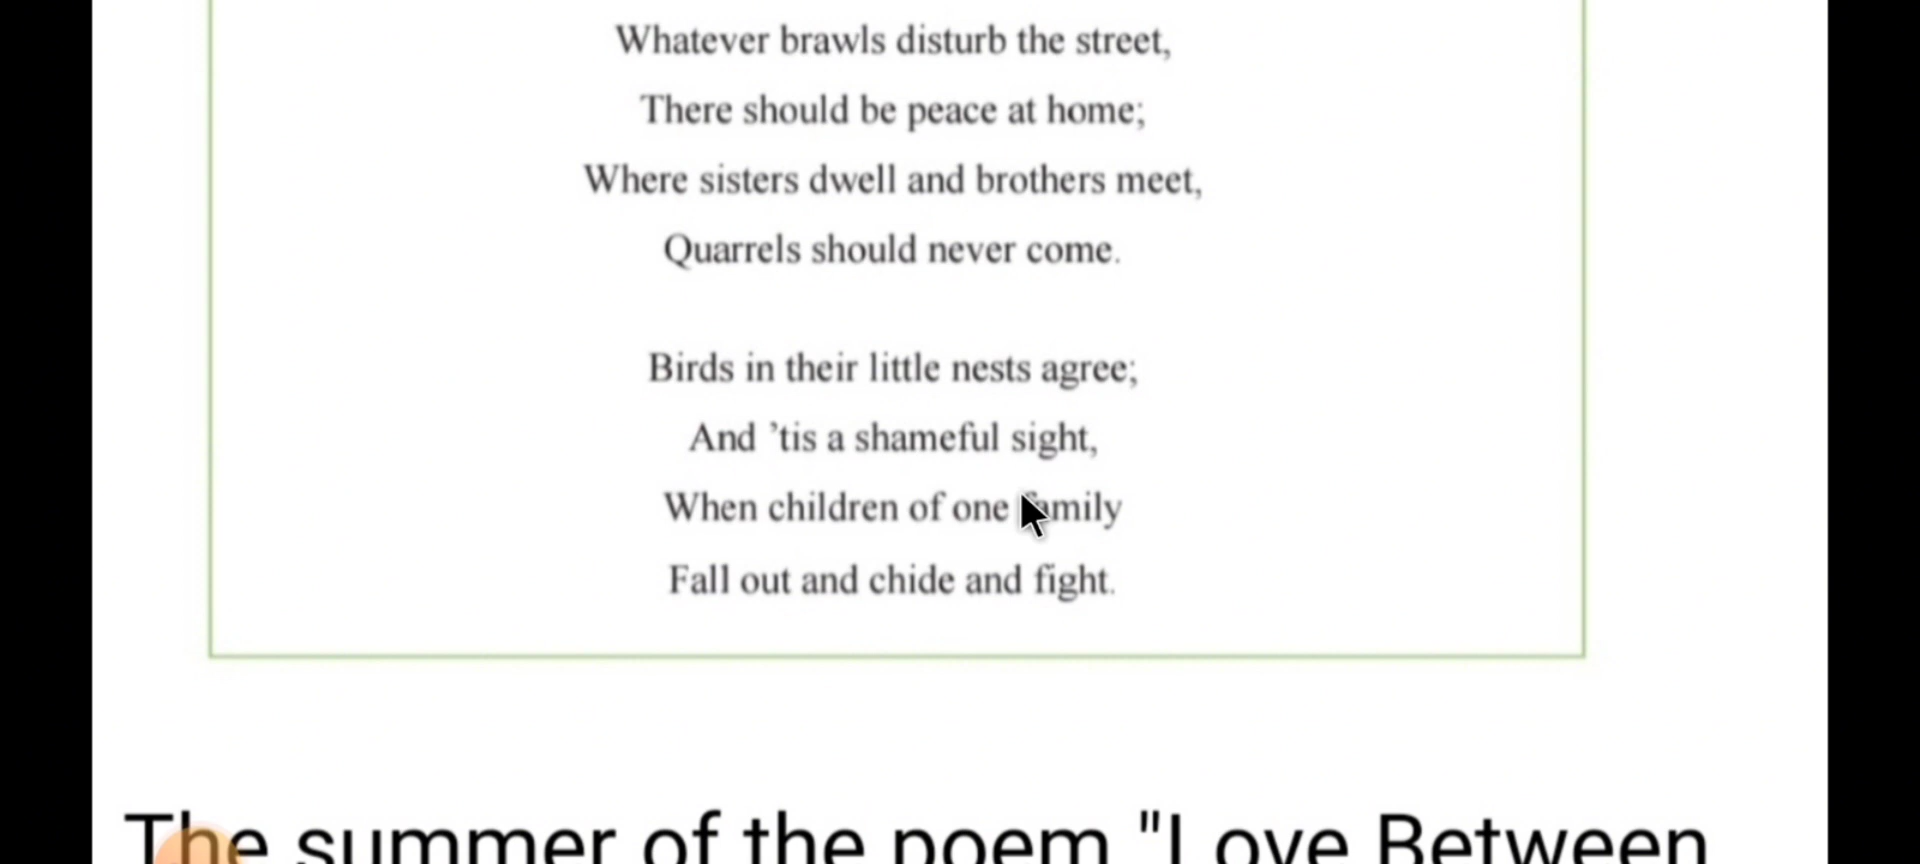 Whatever brawls disturb the street,
There should be peace at home;
Where sisters dwell and brothers meet,
Quarrels should never come.
Birds in their little nests agree;
And ’tis a shameful sight,
When children of one family
Fall out and chide and fight.
The summer of the poem "Love Between